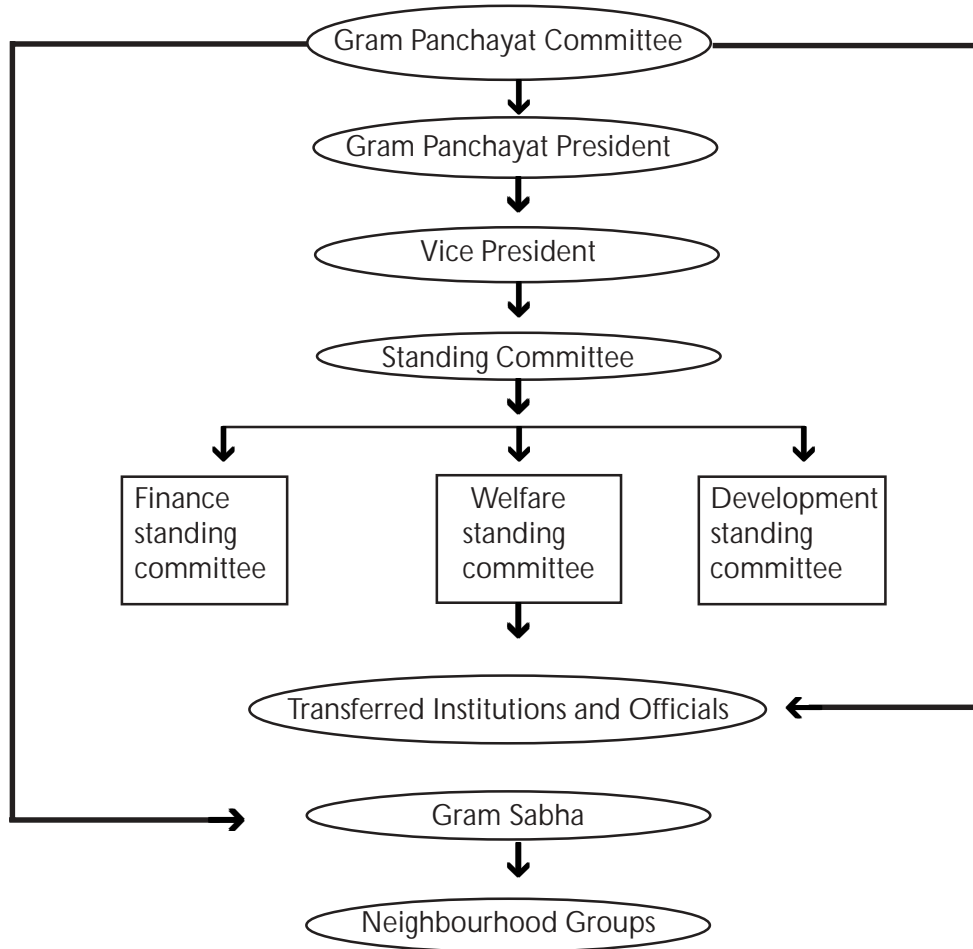 Gram Panchayat Committee
Gram Panchayat President
Vice President
Standing Committee
Finance
standing
committee
Welfare
standing
committee
Development
standing
committee
Transferred Institutions and Officials
Gram Sabha
Neighbourhood Groups